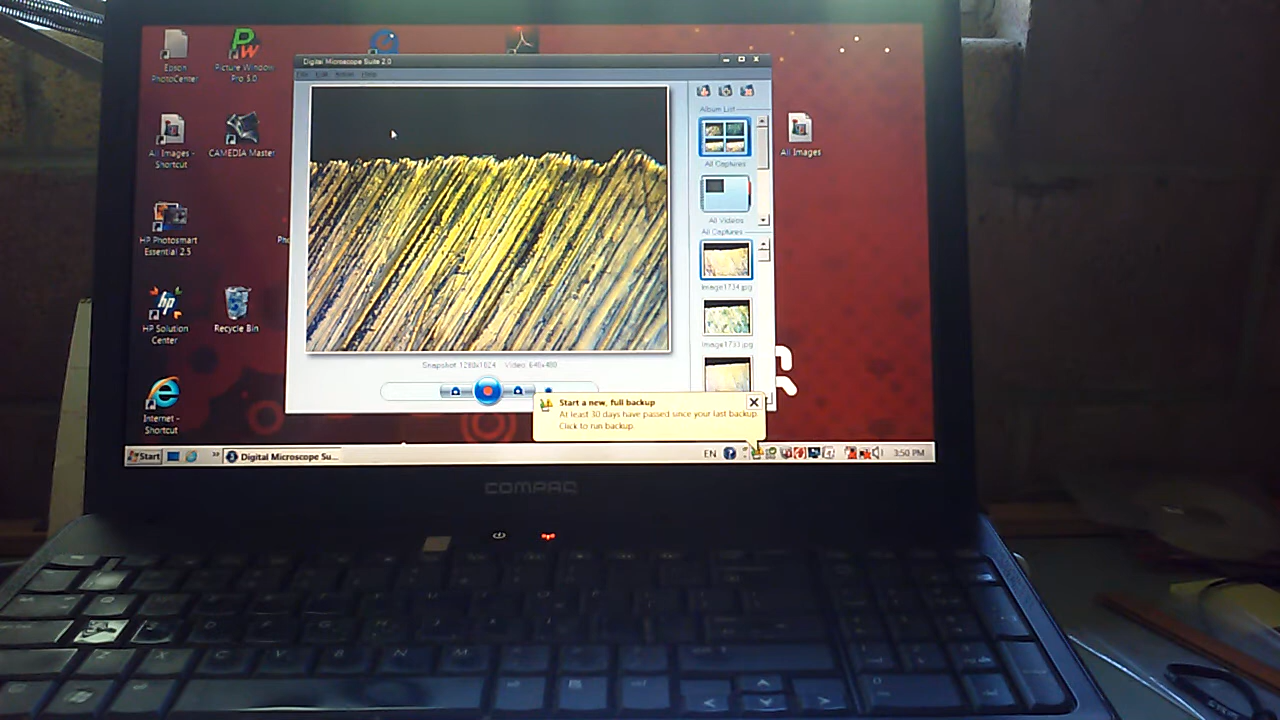 Epson
PhotoCenter
Picture Window
Pro 5.0
Digital Microscope Suite 2.0
Help
All Images -
Shortcut
CAMEDIA Master
Album List
All Captures
All Images
All Videos
HP Photosmart
Essential 2.5
All Captures
Image1734.jpg
HP Solution
Center
Recycle Bin
Image1733.jpg
Snapshot 1280x1024 Video 640x480
Internet -
Shortcut
Start a new, full backup
At least 30 days have passed since your last backup.
Click to run backup.
Start
Digital Microscope Su...
EN
3:50 PM
COMPAQ